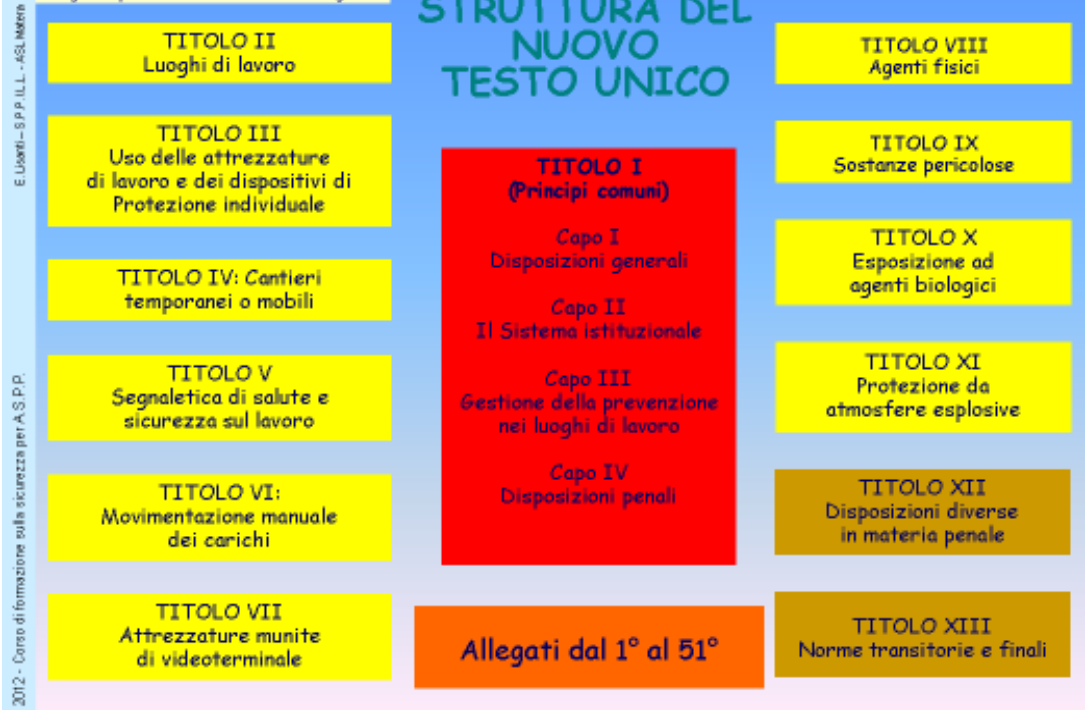 STRUTTURA DEL
NUOVO
TESTO UNICO
TITOLO II
Luoghi di lavoro
TITOLO III
Uso delle attrezzature
di lavoro e dei dispositivi di
Protezione individuale
TITOLO IV: Cantieri
temporanei o mobili
TITOLO V
Segnaletica di salute e
sicurezza sul lavoro
TITOLO VI:
Movimentazione manuale
dei carichi
TITOLO VII
Attrezzature munite
di videoterminale
TITOLO I
(Principi comuni)
Capo I
Disposizioni generali
Capo II
Il Sistema istituzionale
Capo III
Gestione della prevenzione
nei luoghi di lavoro
Capo IV
Disposizioni penali
Allegati dal 1° al 51°
TITOLO VIII
Agenti fisici
TITOLO IX
Sostanze pericolose
TITOLO X
Esposizione ad
agenti biologici
TITOLO XI
Protezione da
atmosfere esplosive
TITOLO XII
Disposizioni diverse
in materia penale
TITOLO XIII
Norme transitorie e finali
2012 - Corso di formazione sulla sicurezza per A.S.P.P.
E. Lisanti – S.P.P.I.L.L. - ASL Matera